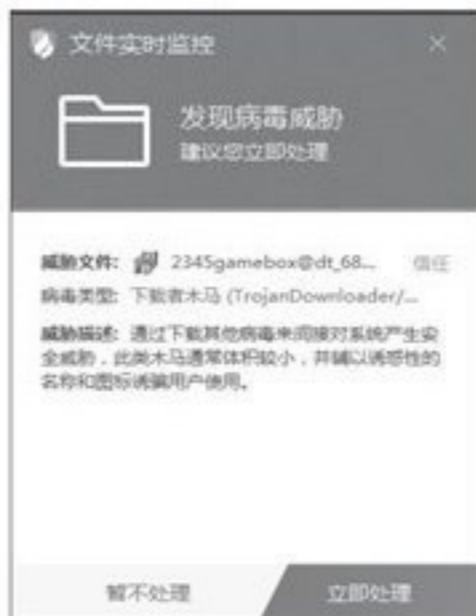 文件实时监控
发现病毒威胁
建议您立即处理
威胁文件: 2345gamebox@dt_68... 信任
病毒类型: 下载者木马 (TrojanDownloader/...
威胁描述: 通过下载其他病毒来间接对系统产生安
全威胁，此类木马通常体积较小，并辅以诱惑性的
名称和图标诱骗用户使用。
暂不处理
立即处理